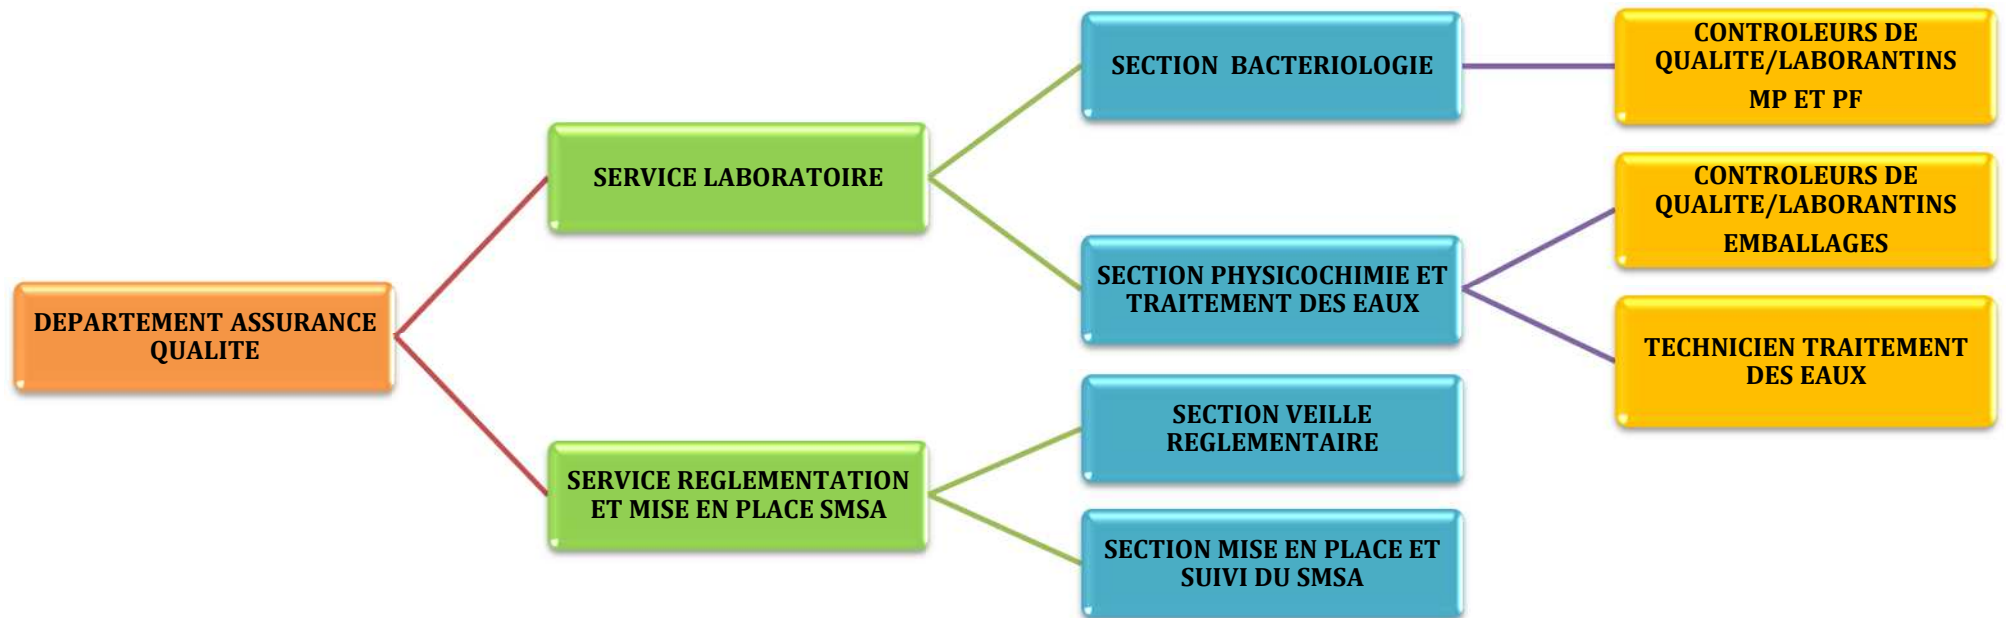 DEPARTEMENT ASSURANCE
QUALITE
SERVICE LABORATOIRE
SERVICE REGLEMENTATION
ET MISE EN PLACE SMSA
SECTION BACTERIOLOGIE
SECTION PHYSICOCHIMIE ET
TRAITEMENT DES EAUX
SECTION VEILLE
REGLEMENTAIRE
SECTION MISE EN PLACE ET
SUIVI DU SMSA
CONTROLEURS DE
QUALITE/LABORANTINS
MP ET PF
CONTROLEURS DE
QUALITE/LABORANTINS
EMBALLAGES
TECHNICIEN TRAITEMENT
DES EAUX